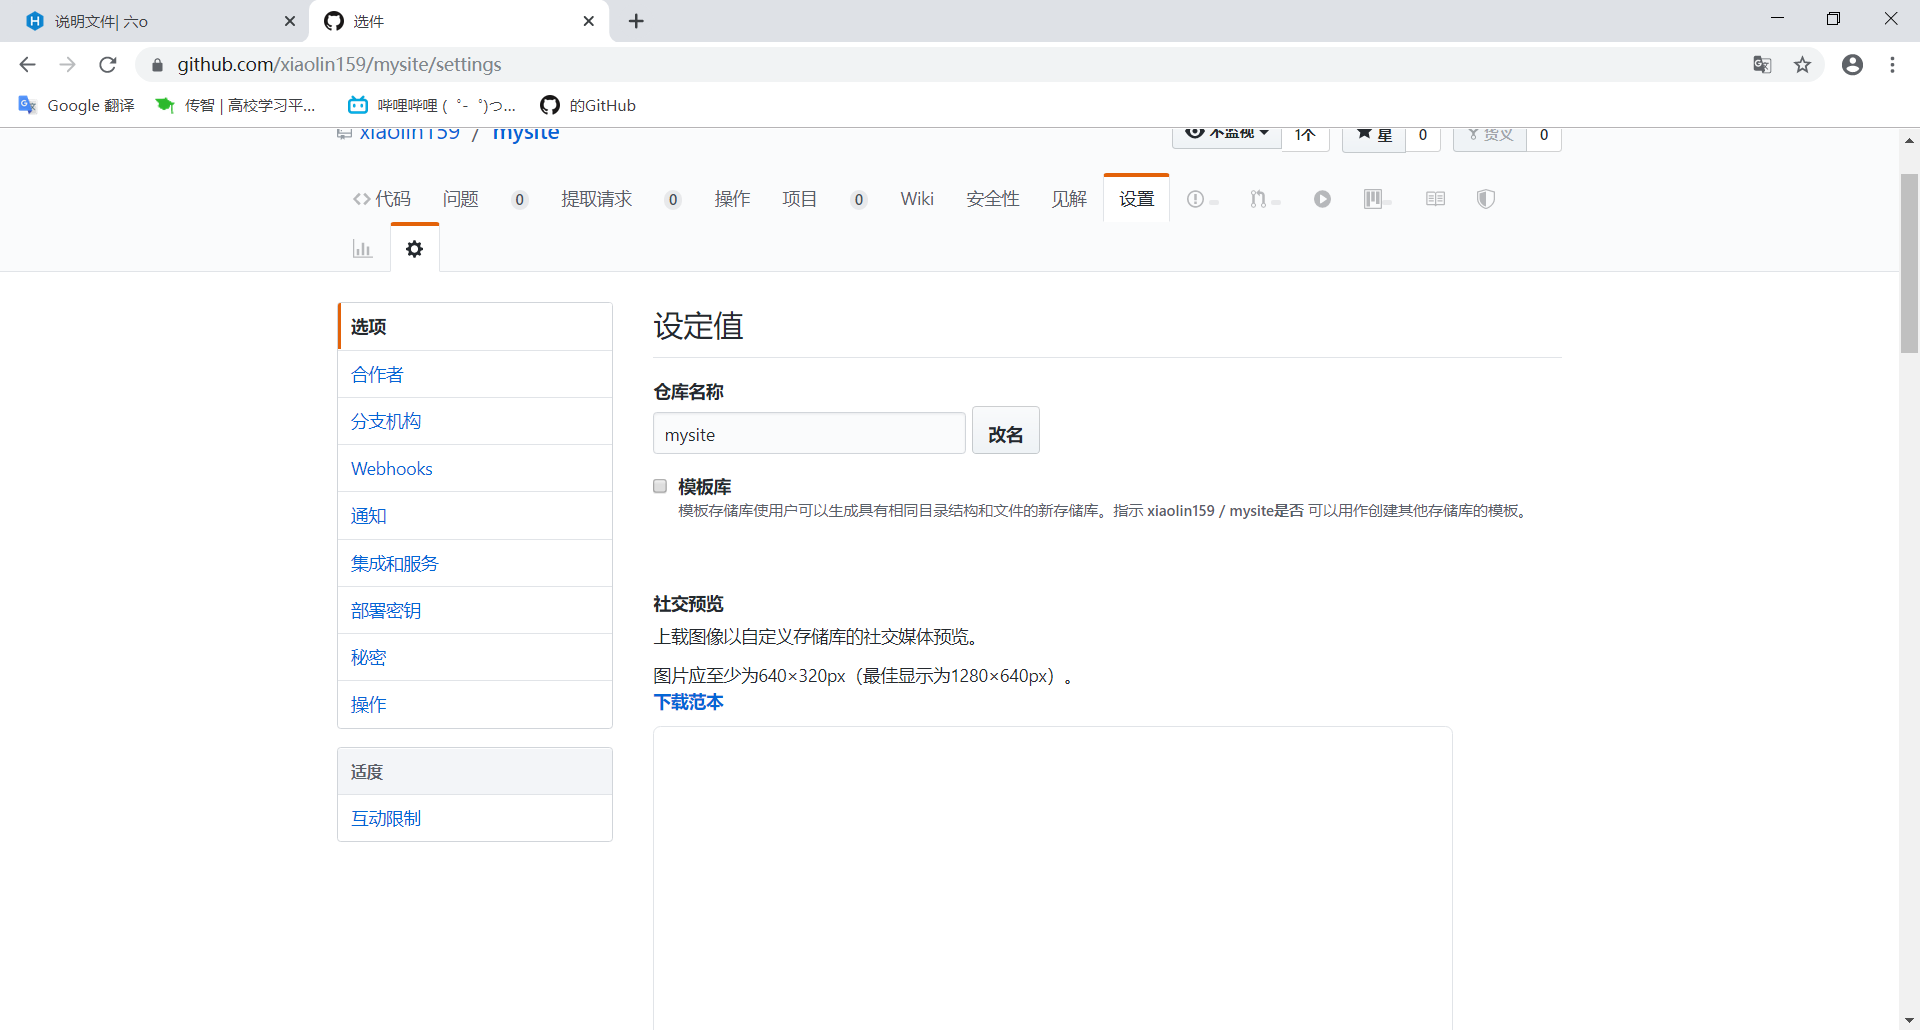 说明文件| 六o
选件
github.com/xiaolin159/mysite/settings
Google 翻译
传智 | 高校学习平...
哔哩哔哩 ( ゜- ゜)つ...
的GitHub
xiaolin159 / mysite
不监视
1个
星
0
货叉
0
代码
问题
0
提取请求
0
操作
项目
0
Wiki
安全性
见解
设置
选项
合作者
分支机构
Webhooks
通知
集成和服务
部署密钥
秘密
操作
适度
互动限制
设定值
仓库名称
mysite
改名
模板库
模板存储库使用户可以生成具有相同目录结构和文件的新存储库。指示 xiaolin159 / mysite是否 可以用作创建其他存储库的模板。
社交预览
上载图像以自定义存储库的社交媒体预览。
图片应至少为640×320px（最佳显示为1280×640px）。
下载范本